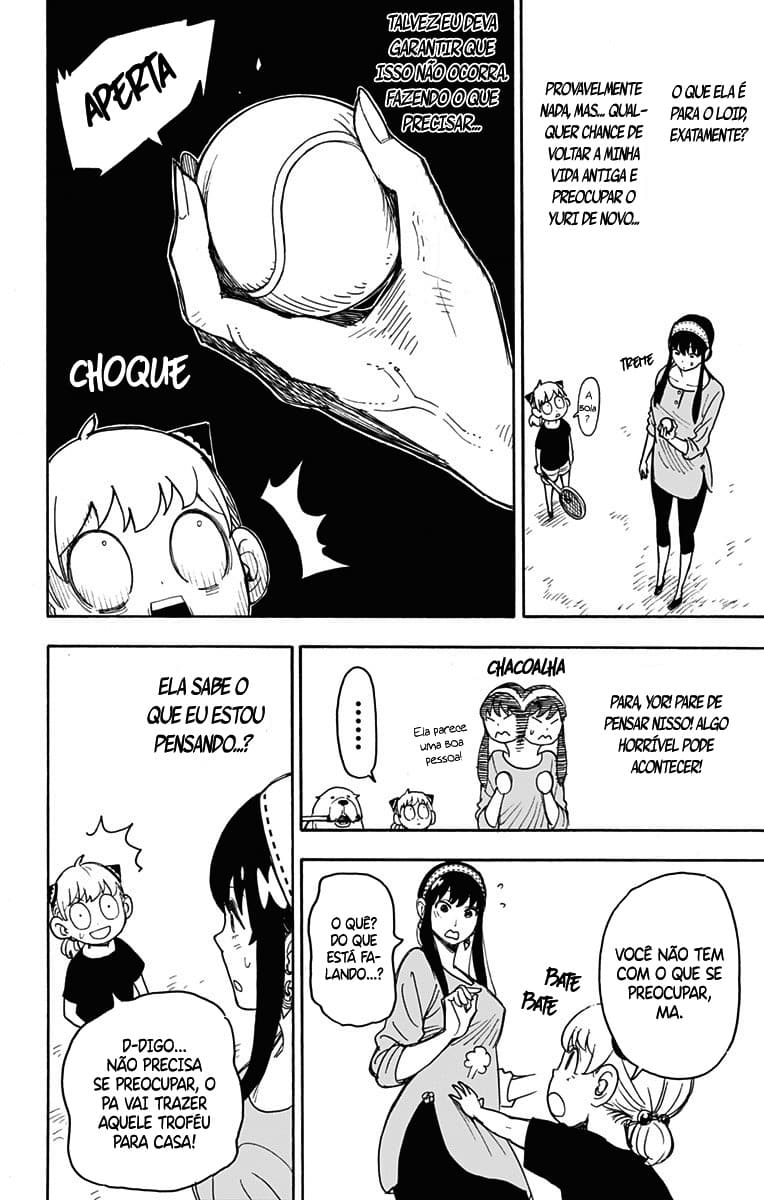 O QUE ELA É
PARA O LOID,
EXATAMENTE?
PROVAVELMENTE
NADA, MAS... QUAL-
QUER CHANCE DE
VOLTAR A MINHA
VIDA ANTIGA E
PREOCUPAR O
YURI DE NOVO...
TREME
A
BOLA
?
TALVEZ EU DEVA
GARANTIR QUE
ISSO NÃO OCORRA.
FAZENDO O QUE
PRECISAR...
APERTA
CHOQUE
PARA, YOR! PARE DE
PENSAR NISSO! ALGO
HORRÍVEL PODE
ACONTECER!
CHACOALHA
Ela parece
uma boa
pessoa!
......
ELA SABE O
QUE EU ESTOU
PENSANDO...?
VOCÊ NÃO TEM
COM O QUE SE
PREOCUPAR,
MA.
BATE
BATE
O QUÊ?
DO QUE
ESTÁ FA-
LANDO...?
D-DIGO...
NÃO PRECISA
SE PREOCUPAR, O
PA VAI TRAZER
AQUELE TROFÉU
PARA CASA!